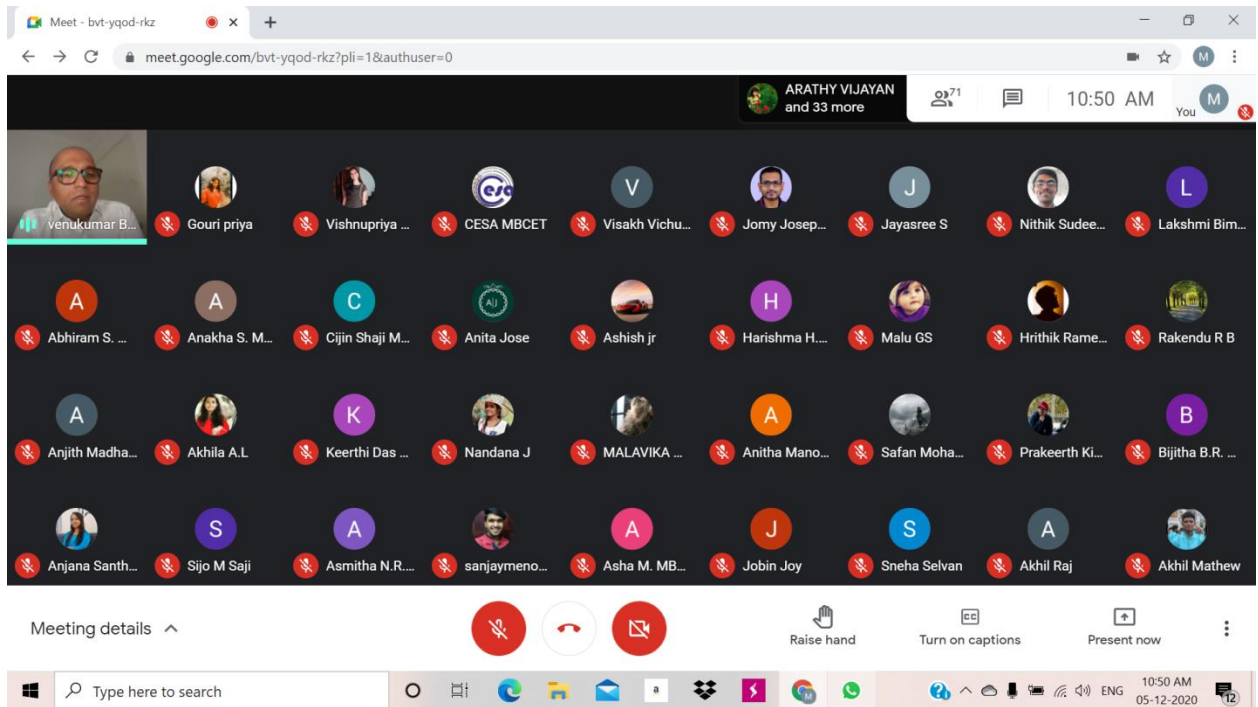 Meet - bvt-yqod-rkz
meet.google.com/bvt-yqod-rkz?pli=1&authuser=0
M
ARATHY VIJAYAN
and 33 more
71
10:50 AM
You
M
venukumar B...
Gouri priya
Vishnupriya ...
CESA MBCET
V
Visakh Vichu...
Jomy Josep...
J
Jayasree S
Nithik Sudee...
L
Lakshmi Bim...
A
Abhiram S. ...
A
Anakha S. M...
C
Cijin Shaji M...
AJ
Anita Jose
Ashish jr
H
Harishma H....
Malu GS
Hrithik Rame...
Rakendu R B
A
Anjith Madha...
Akhila A.L
K
Keerthi Das ...
Nandana J
MALAVIKA ...
A
Anitha Mano...
Safan Moha...
Prakeerth Ki...
B
Bijitha B.R. ...
Anjana Santh...
S
Sijo M Saji
A
Asmitha N.R....
sanjaymeno...
A
Asha M. MB...
J
Jobin Joy
S
Sneha Selvan
A
Akhil Raj
Akhil Mathew
Meeting details
Raise hand
CC
Turn on captions
Present now
Type here to search
a
ENG
10:50 AM
05-12-2020
12